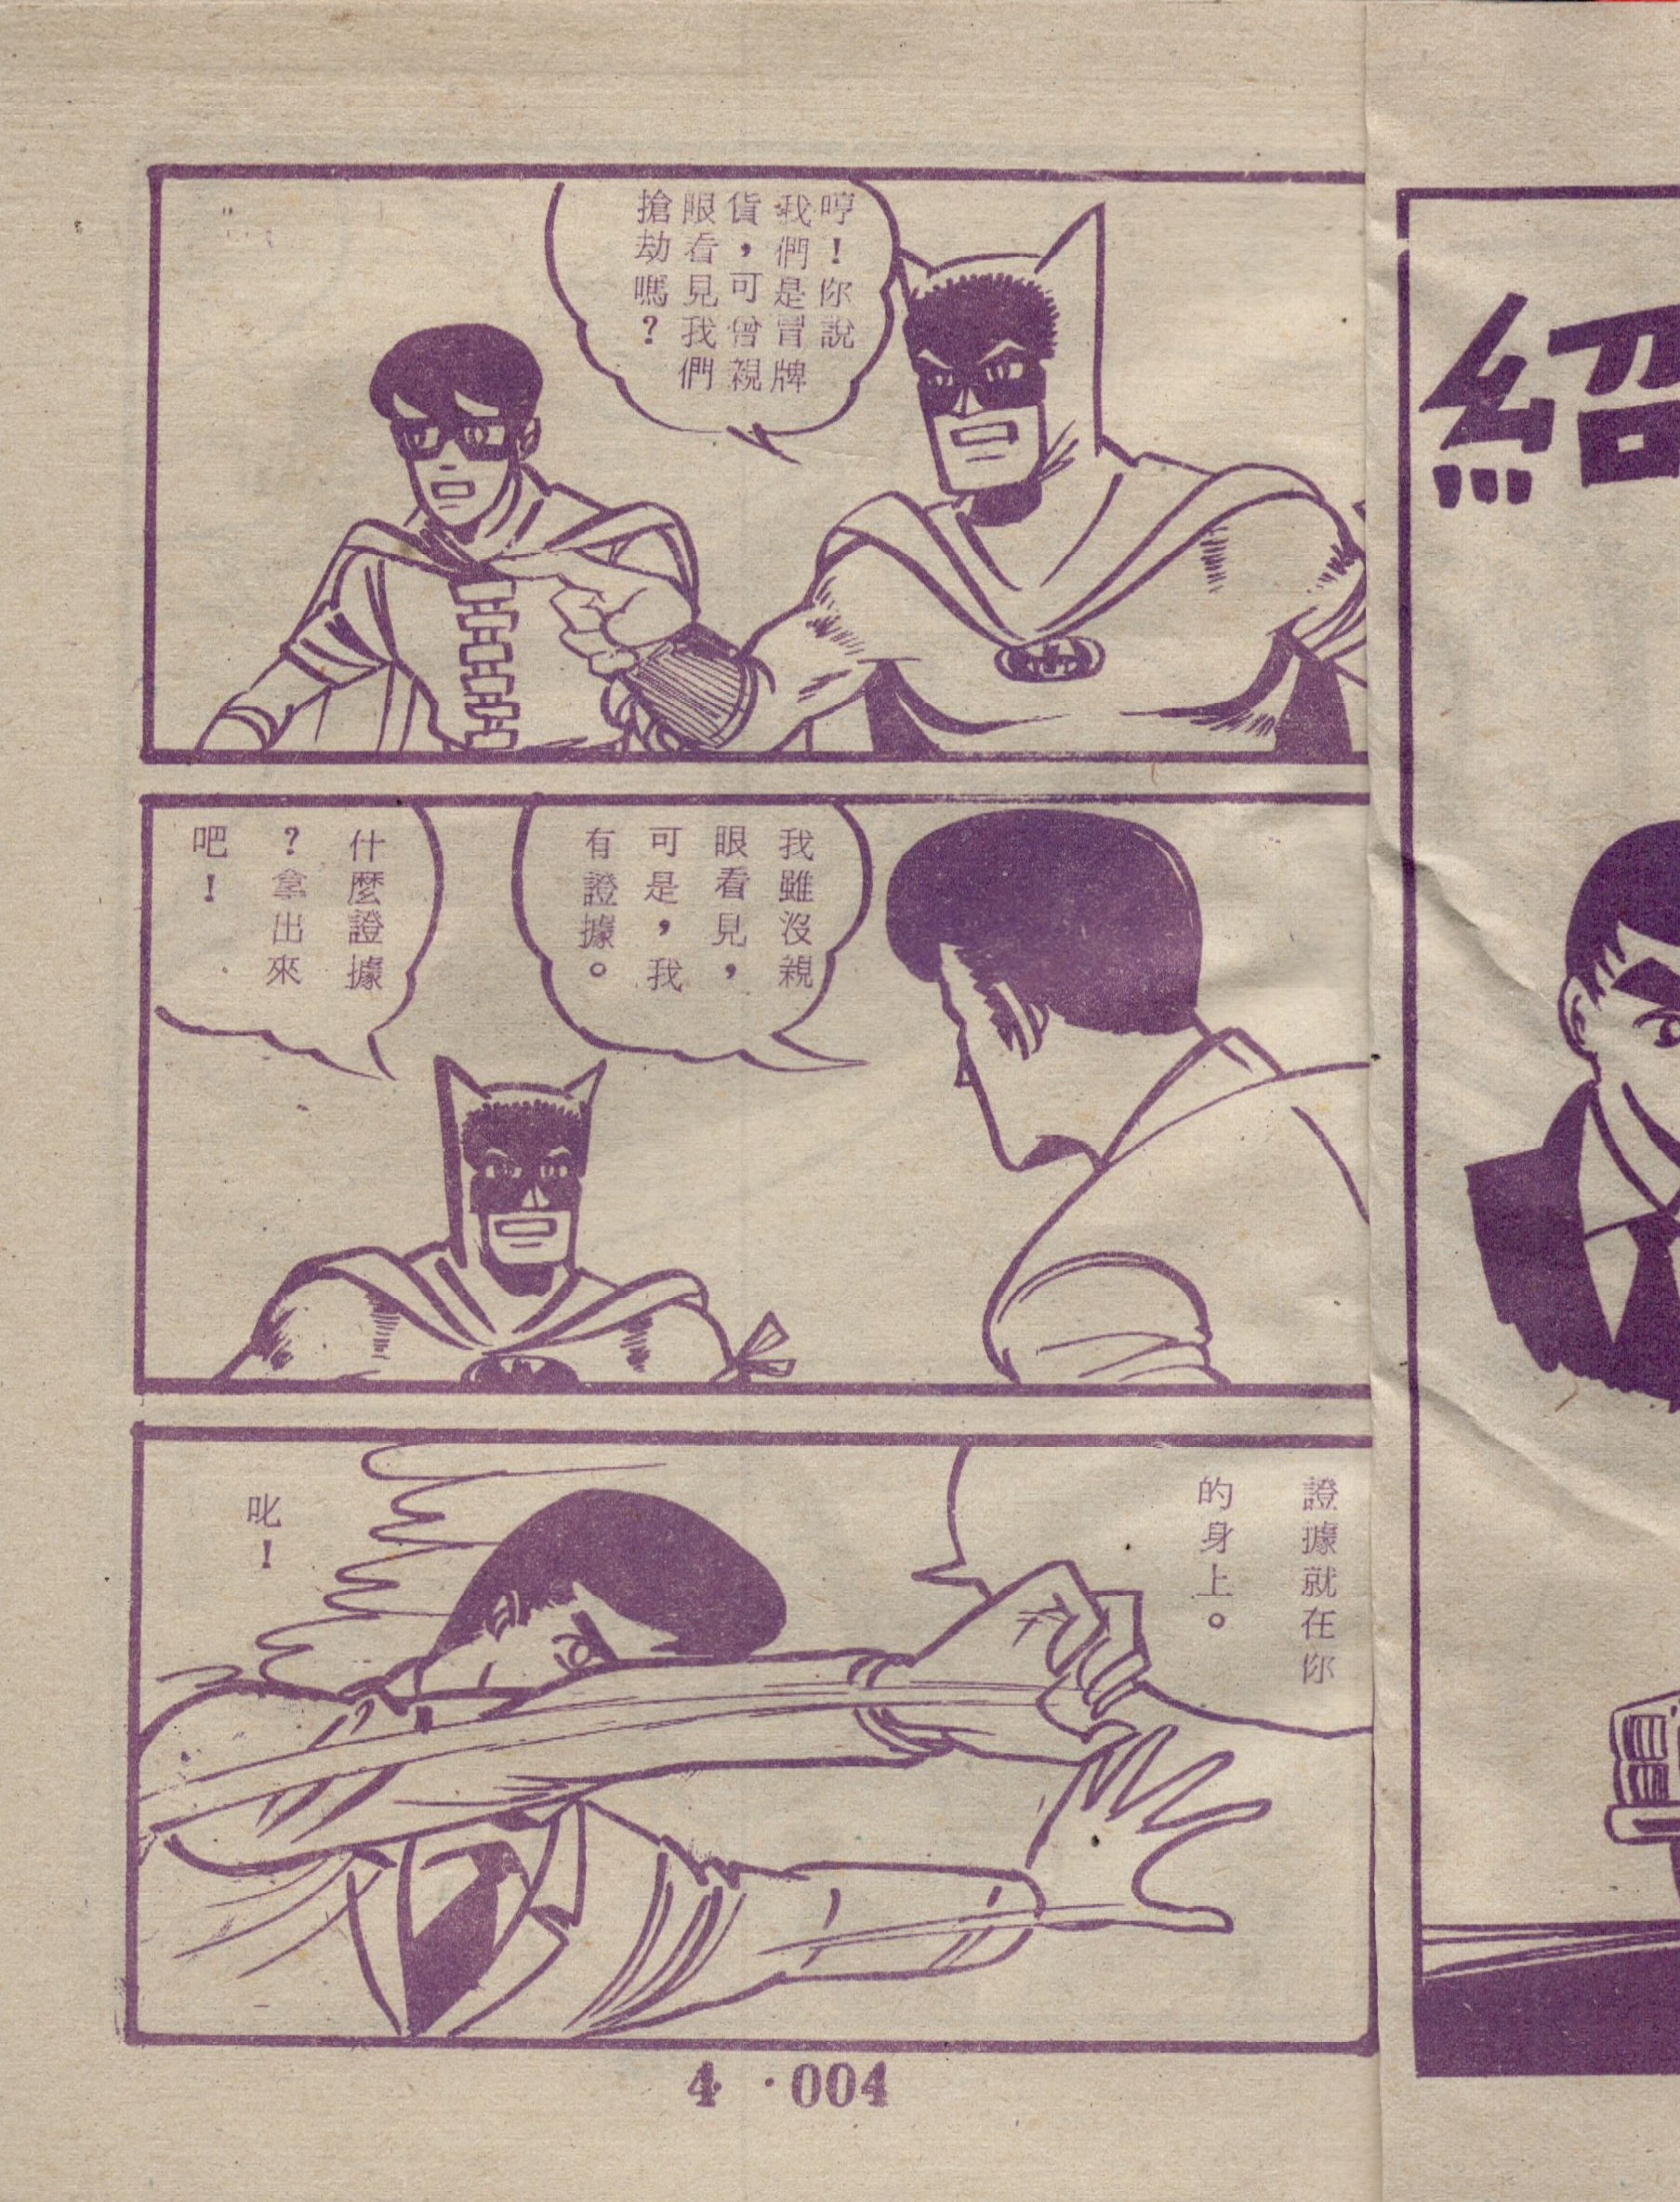 哼！你說
我們是冒牌
貨，可曾親
眼看見我們
搶劫嗎？
我雖沒親
眼看見，
可是，我
有證據。
什麼證據
？拿出來
吧！
證據就在你
的身上。
叱！
4・004
紹